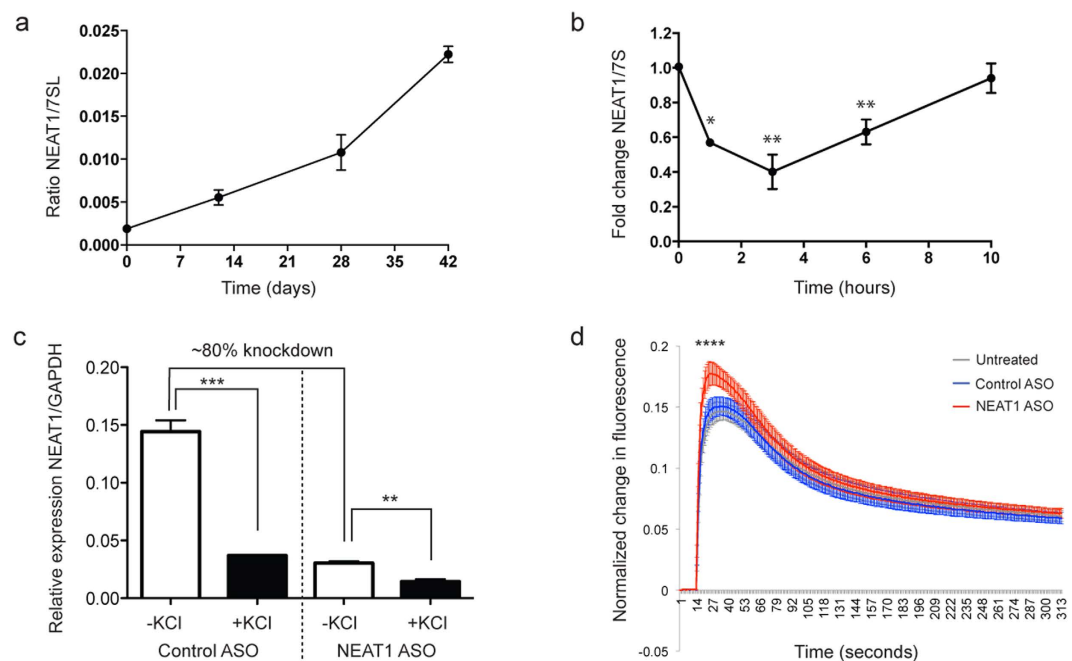 a
Ratio NEAT1/7SL
0.025
0.020
0.015
0.010
0.005
0.000
0 7 14 21 28 35 42
Time (days)
b
Fold change NEAT1/7S
1.2
1.0
0.8
0.6
0.4
0.2
0.0
* ** **
0 2 4 6 8 10
Time (hours)
c
Relative expression NEAT1/GAPDH
~80% knockdown
0.20
0.15
0.10
0.05
0.00
***
**
-KCl +KCl -KCl +KCl
Control ASO NEAT1 ASO
d
Normalized change in fluorescence
****
0.2
0.15
0.1
0.05
0
-0.05
Untreated
Control ASO
NEAT1 ASO
1 14 27 40 53 66 79 92 105 118 131 144 157 170 183 196 209 222 235 248 261 274 287 300 313
Time (seconds)